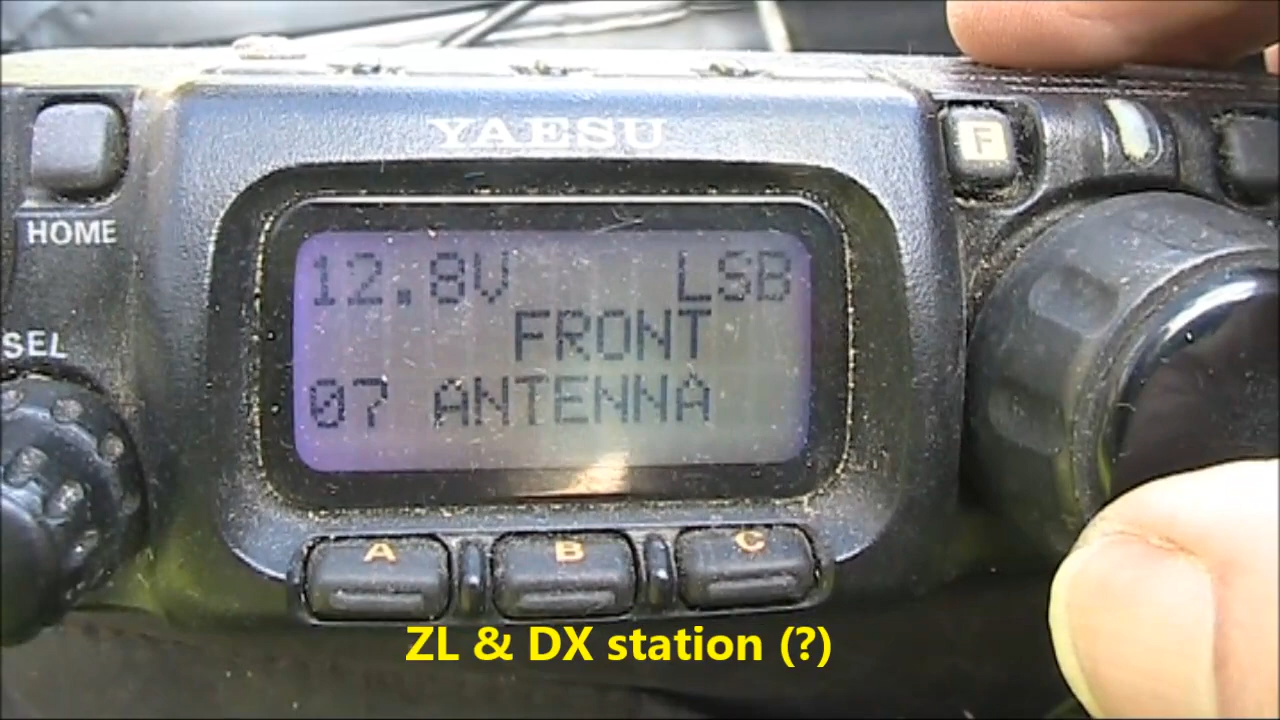 YAESU
F
HOME
12.8V LSB
FRONT
SEL
07 ANTENNA
A B C
ZL & DX station (?)